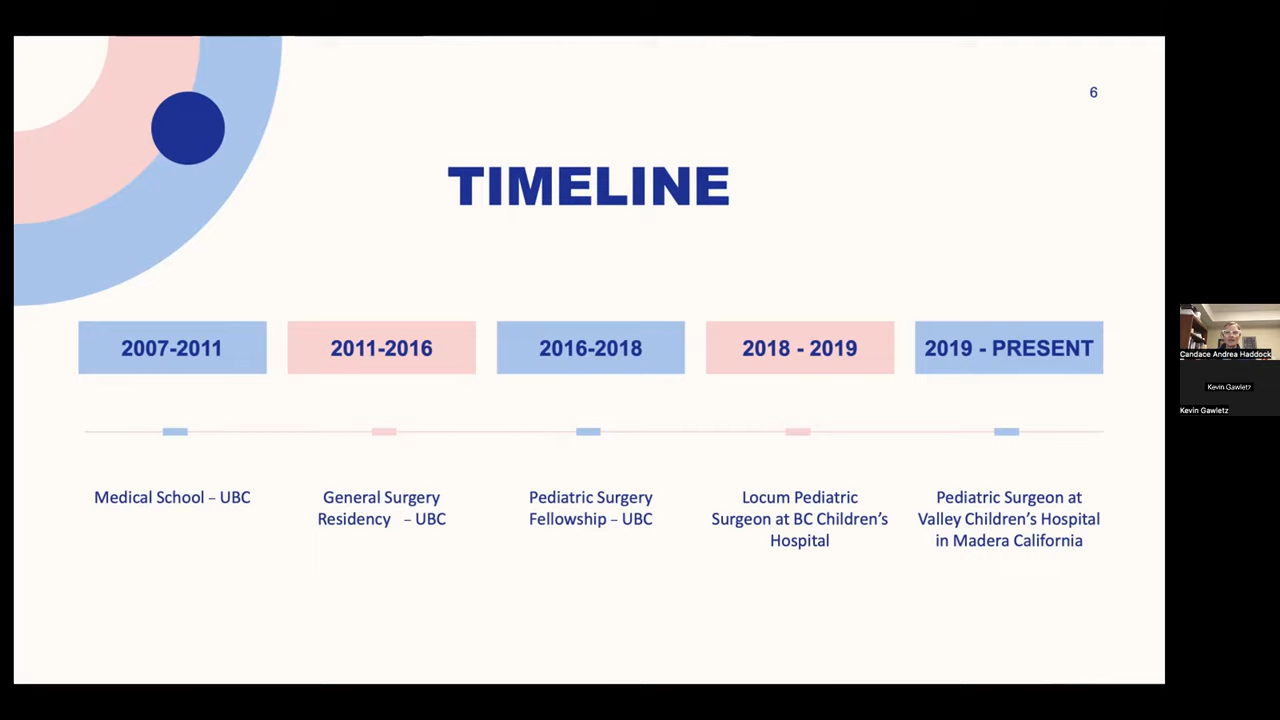 6
TIMELINE
2007-2011
2011-2016
2016-2018
2018 - 2019
2019 - PRESENT
Medical School – UBC
General Surgery
Residency – UBC
Pediatric Surgery
Fellowship – UBC
Locum Pediatric
Surgeon at BC Children's
Hospital
Pediatric Surgeon at
Valley Children's Hospital
in Madera California
Candace Andrea Haddock
Kevin Gawletz
Kevin Gawletz